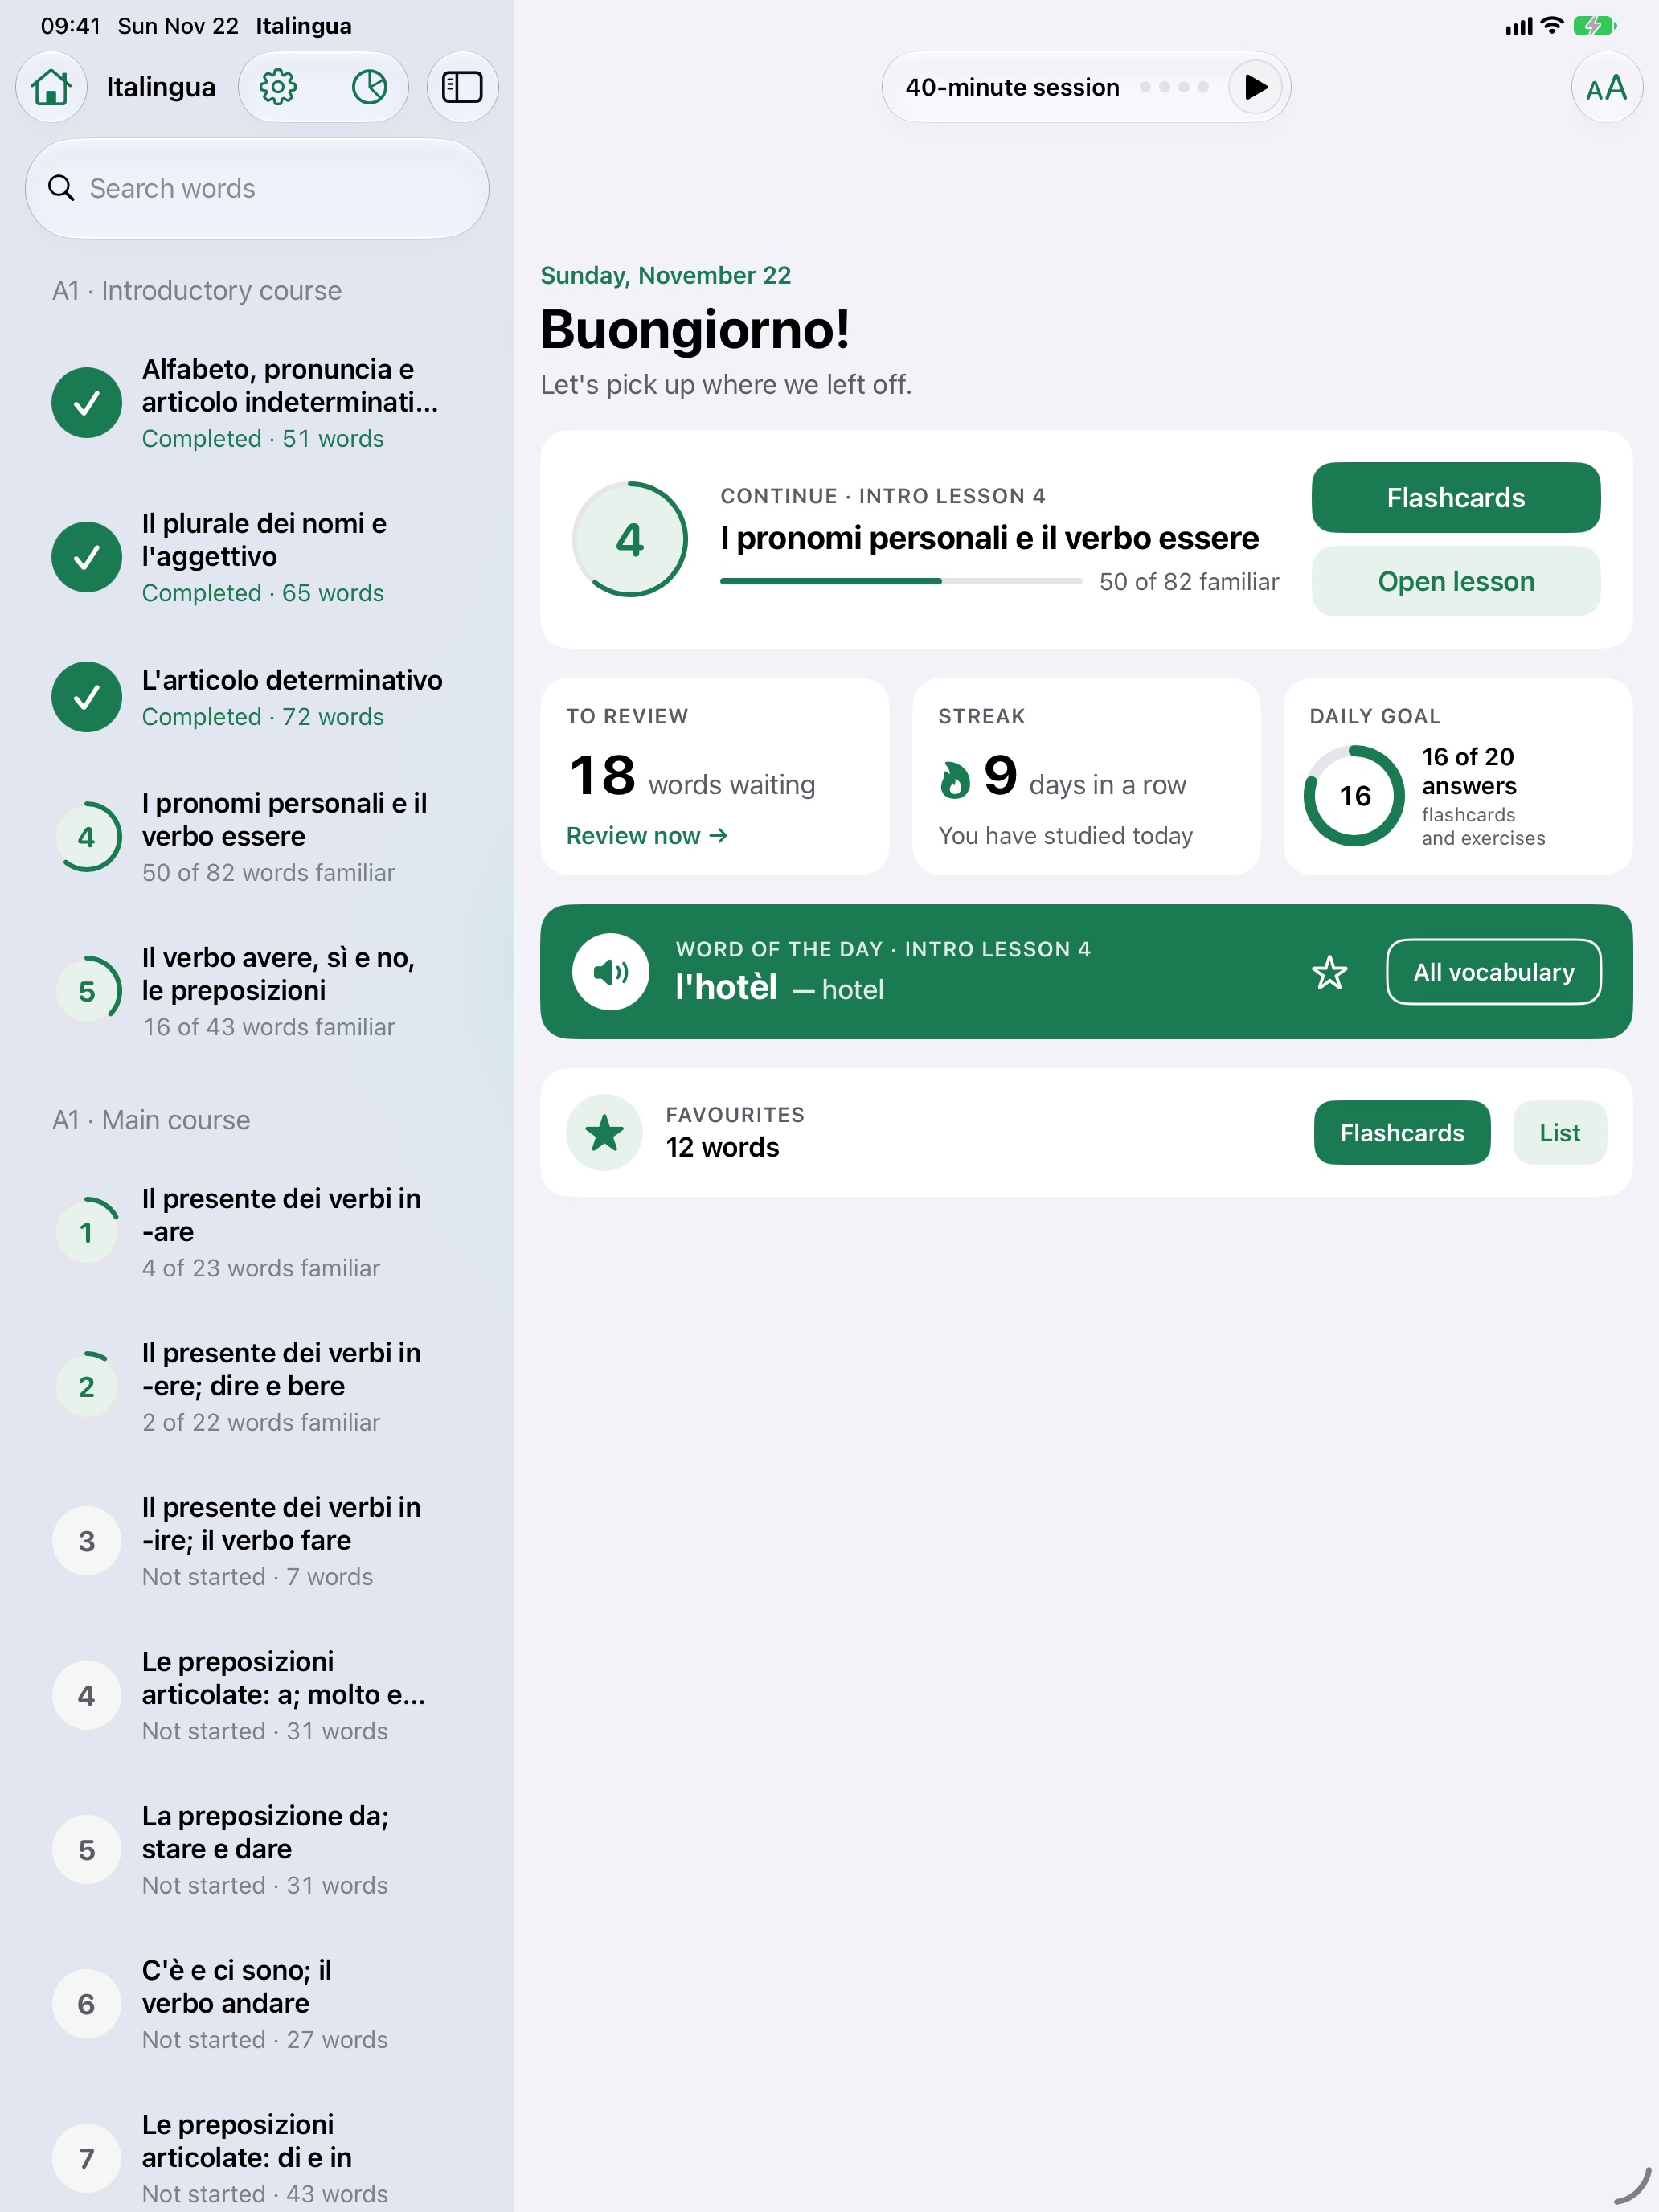 09:41 Sun Nov 22 Italingua
Italingua
40-minute session
AA
Search words
A1 · Introductory course
Alfabeto, pronuncia e
articolo indeterminati...
Completed · 51 words
Il plurale dei nomi e
l'aggettivo
Completed · 65 words
L'articolo determinativo
Completed · 72 words
4
I pronomi personali e il
verbo essere
50 of 82 words familiar
5
Il verbo avere, sì e no,
le preposizioni
16 of 43 words familiar
A1 · Main course
1
Il presente dei verbi in
-are
4 of 23 words familiar
2
Il presente dei verbi in
-ere; dire e bere
2 of 22 words familiar
3
Il presente dei verbi in
-ire; il verbo fare
Not started · 7 words
4
Le preposizioni
articolate: a; molto e...
Not started · 31 words
5
La preposizione da;
stare e dare
Not started · 31 words
6
C'è e ci sono; il
verbo andare
Not started · 27 words
7
Le preposizioni
articolate: di e in
Not started · 43 words
Sunday, November 22
Buongiorno!
Let's pick up where we left off.
4
CONTINUE · INTRO LESSON 4
I pronomi personali e il verbo essere
50 of 82 familiar
Flashcards
Open lesson
TO REVIEW
18 words waiting
Review now →
STREAK
9 days in a row
You have studied today
DAILY GOAL
16
16 of 20
answers
flashcards
and exercises
WORD OF THE DAY · INTRO LESSON 4
l'hotèl — hotel
All vocabulary
FAVOURITES
12 words
Flashcards
List